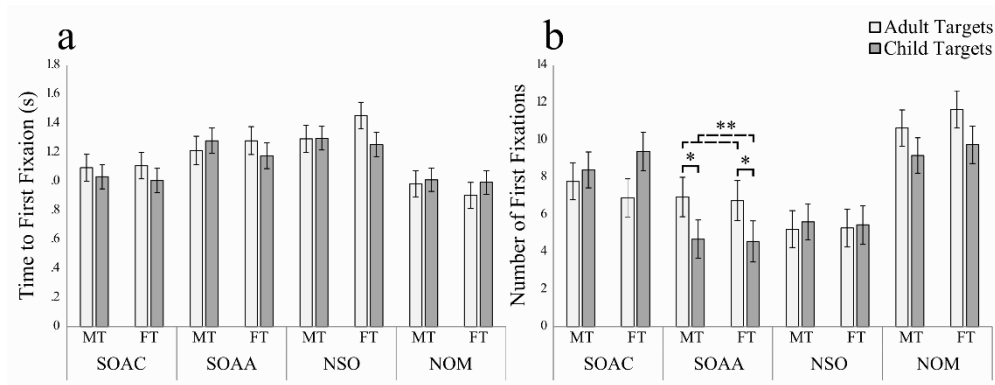 a
b
Adult Targets
Child Targets
Time to First Fixaion (s)
1.8
1.6
1.4
1.2
.0
.8
.6
.4
.2
0
MT FT MT FT MT FT MT FT
SOAC SOAA NSO NOM
Number of First Fixations
14
12
10
8
6
4
2
0
**
* *
MT FT MT FT MT FT MT FT
SOAC SOAA NSO NOM